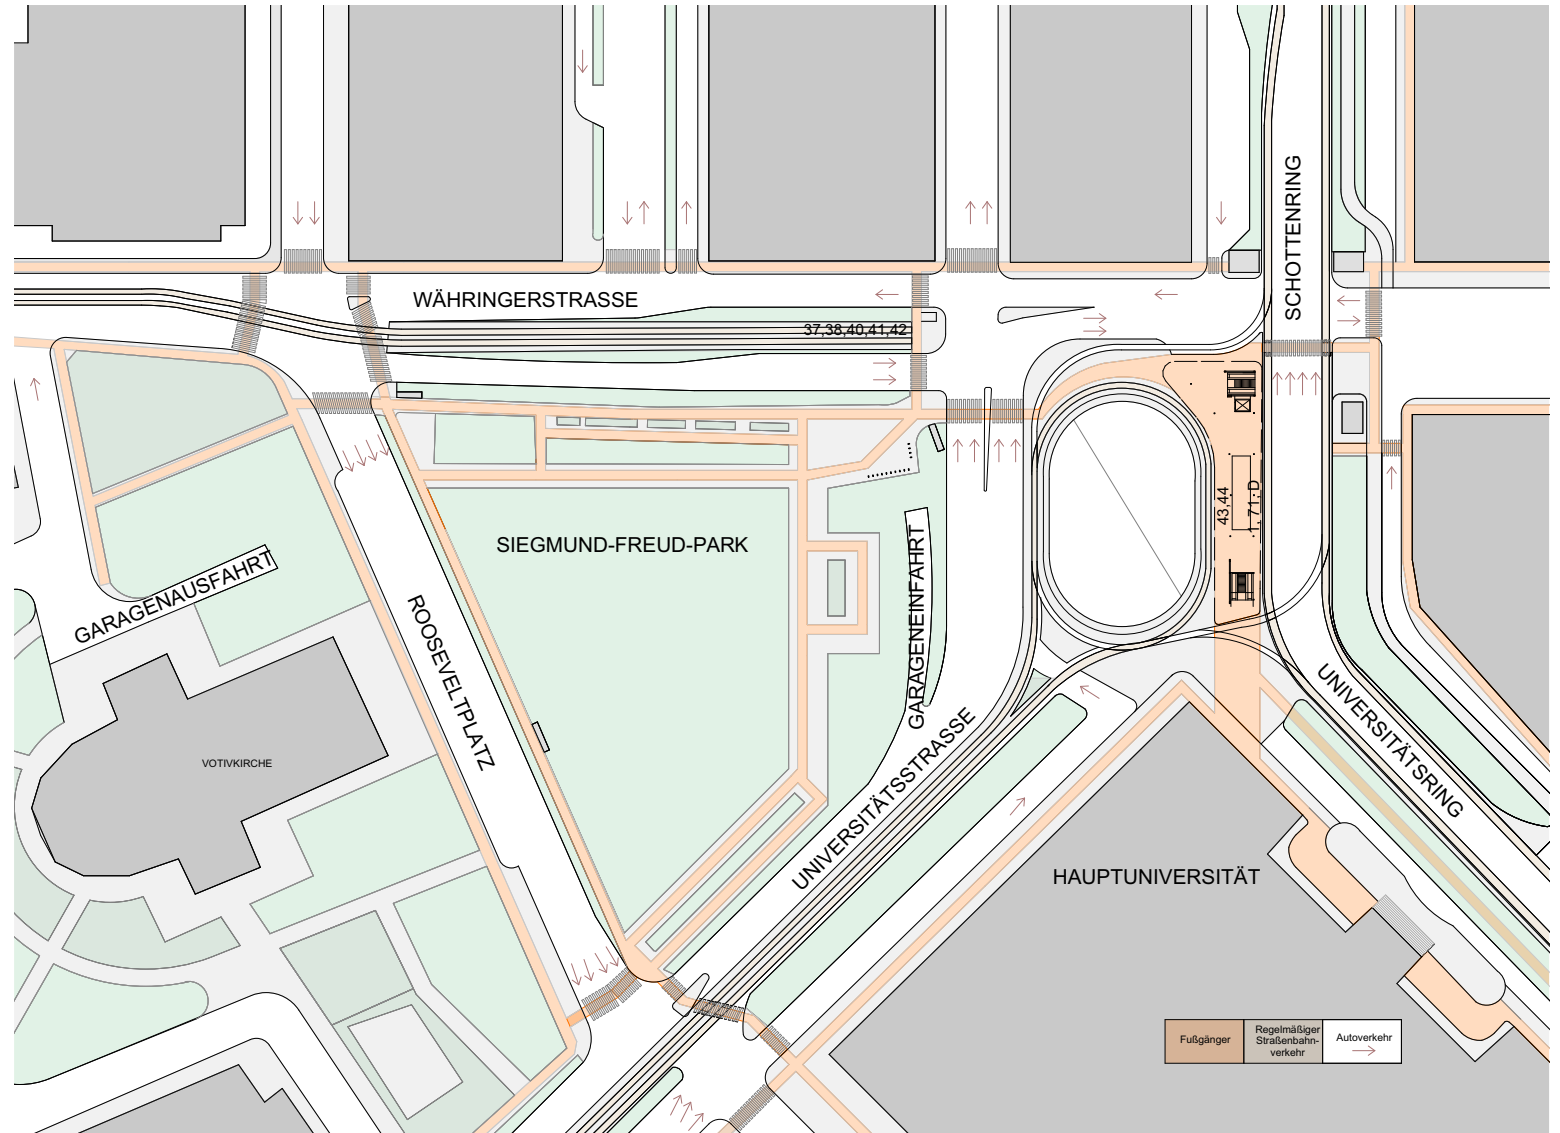 SCHOTTENRING
WÄHRINGERSTRASSE
37,38,40,41,42
43,44
1, 71, D
SIEGMUND-FREUD-PARK
GARAGENEINFAHRT
GARAGENAUSFAHRT
ROOSEVELTPLATZ
UNIVERSITÄTSRING
VOTIVKIRCHE
UNIVERSITÄTSSTRASSE
HAUPTUNIVERSITÄT
Fußgänger
Regelmäßiger
Straßenbahn-
verkehr
Autoverkehr